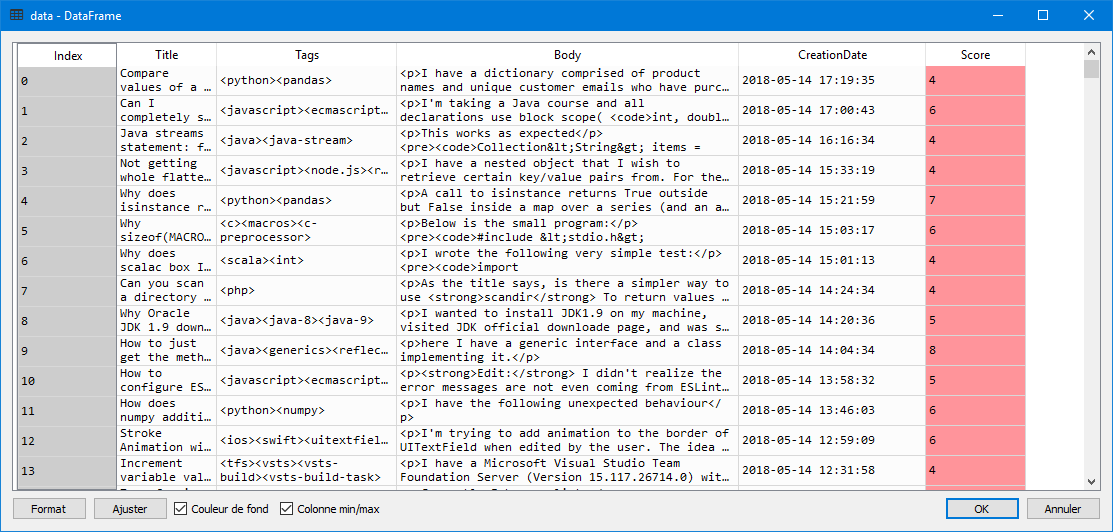 data - DataFrame
Index Title Tags Body CreationDate Score
0 Compare <python><pandas> <p>I have a dictionary comprised of product 2018-05-14 17:19:35 4
values of a ... names and unique customer emails who have purc...
1 Can I <javascript><ecmascript... <p>I'm taking a Java course and all 2018-05-14 17:00:43 6
completely s... declarations use block scope( <code>int, doubl...
2 Java streams <java><java-stream> <p>This works as expected</p> 2018-05-14 16:16:34 4
statement: f... <pre><code>Collection&lt;String&gt; items =
3 Not getting <javascript><node.js><r... <p>I have a nested object that I wish to 2018-05-14 15:33:19 4
whole flatte... retrieve certain key/value pairs from. For the...
4 Why does <python><pandas> <p>A call to isinstance returns True outside 2018-05-14 15:21:59 7
isinstance r... but False inside a map over a series (and an a...
5 Why <c><macros><c- <p>Below is the small program:</p> 2018-05-14 15:03:17 6
sizeof(MACRO... preprocessor> <pre><code>#include &lt;stdio.h&gt;
6 Why does <scala><int> <p>I wrote the following very simple test:</p> 2018-05-14 15:01:13 4
scalac box I... <pre><code>import
7 Can you scan <php> <p>As the title says, is there a simpler way to 2018-05-14 14:24:34 4
a directory ... use <strong>scandir</strong> To return values ...
8 Why Oracle <java><java-8><java-9> <p>I wanted to install JDK1.9 on my machine, 2018-05-14 14:20:36 5
JDK 1.9 down... visited JDK official downloade page, and was s...
9 How to just <java><generics><reflec... <p>here I have a generic interface and a class 2018-05-14 14:04:34 8
get the meth... implementing it.</p>
10 How to <javascript><ecmascript... <p><strong>Edit:</strong> I didn't realize the 2018-05-14 13:58:32 5
configure ES... error messages are not even coming from ESLint...
11 How does <python><numpy> <p>I have the following unexpected behaviour</ 2018-05-14 13:46:03 6
numpy additi... p>
12 Stroke <ios><swift><uitextfiel... <p>I'm trying to add animation to the border of 2018-05-14 12:59:09 6
Animation wi... UITextField when edited by the user. The idea ...
13 Increment <tfs><vsts><vsts- <p>I have a Microsoft Visual Studio Team 2018-05-14 12:31:58 4
variable val... build><vsts-build-task> Foundation Server (Version 15.117.26714.0) wit...
Format Ajuster Couleur de fond Colonne min/max OK Annuler